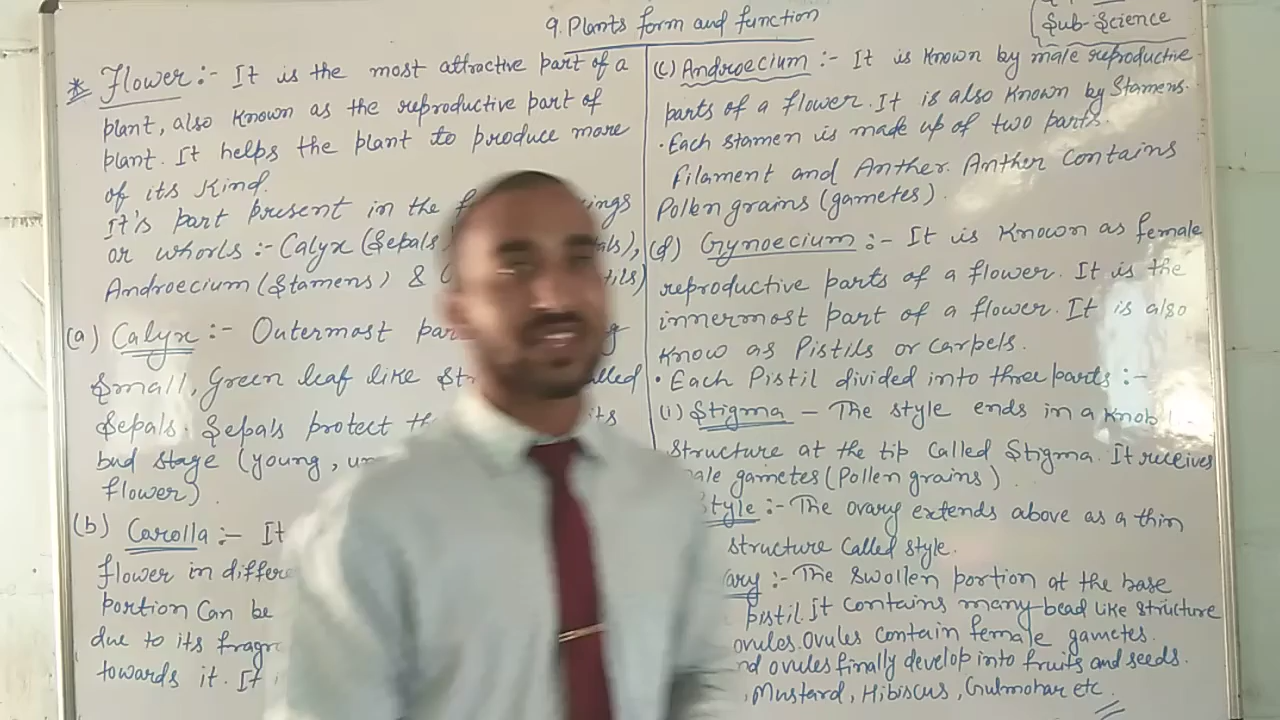 9. Plants form and function
Sub-Science
* Flower:- It is the most attractive part of a
plant, also known as the reproductive part of
plant. It helps the plant to produce more
of its kind.
It's part present in the
or whorls:- Calyx (Sepals
Androecium (Stamens) &
(a) Calyx:- Outermost
Small, Green leaf like
Sepals. Sepals protect its
bud stage (young,
flower)
(b) Carolla:- It
flower in
portion Can be
due to its
towards it. It
(c) Androecium:- It is known by male reproductive
parts of a flower. It is also known by Stamens.
• Each stamen is made up of two parts.
Filament and Anther. Anther contains
Pollen grains (gametes).
(d) Gynoecium:- It is known as female
reproductive parts of a flower. It is the
innermost part of a flower. It is also
know as Pistils or carpels.
• Each Pistil divided into three parts:-
(i) Stigma – The style ends in a knob
structure at the tip called Stigma. It receives
gametes (Pollen grains).
Style:- The ovary extends above as a thin
structure called style.
:- The swollen portion at the base
pistil. It contains many bead like structure
ovules. Ovules contain female gametes.
ovules finally develop into fruits and seeds.
, Mustard, Hibiscus, Gulmohar etc.